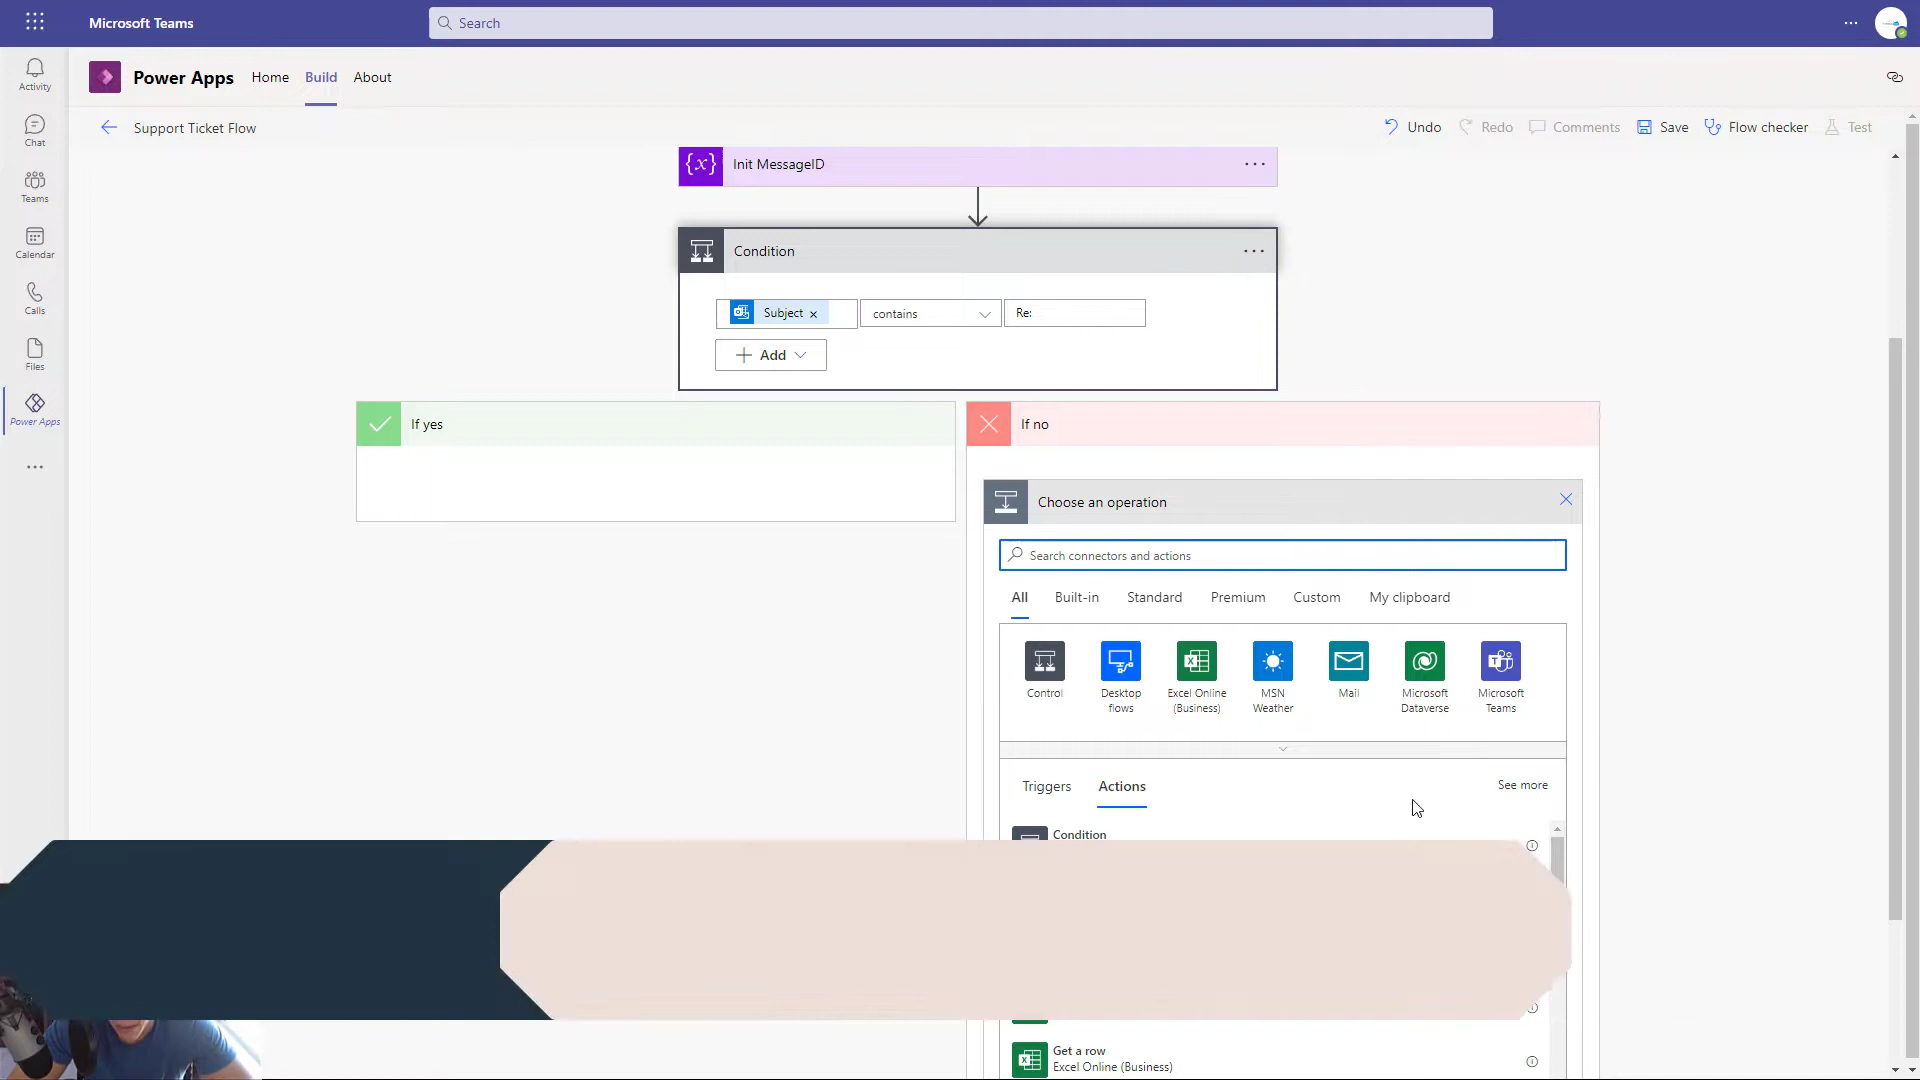 Microsoft Teams
Search
Activity
Chat
Teams
Calendar
Calls
Files
Power Apps
Power Apps
Home
Build
About
Support Ticket Flow
Undo
Redo
Comments
Save
Flow checker
Test
{x}
Init MessageID
Condition
Subject
contains
Re:
Add
If yes
If no
Choose an operation
Search connectors and actions
All
Built-in
Standard
Premium
Custom
My clipboard
Control
Desktop
flows
Excel Online
(Business)
MSN
Weather
Mail
Microsoft
Dataverse
Microsoft
Teams
Triggers
Actions
See more
Condition
Get a row
Excel Online (Business)